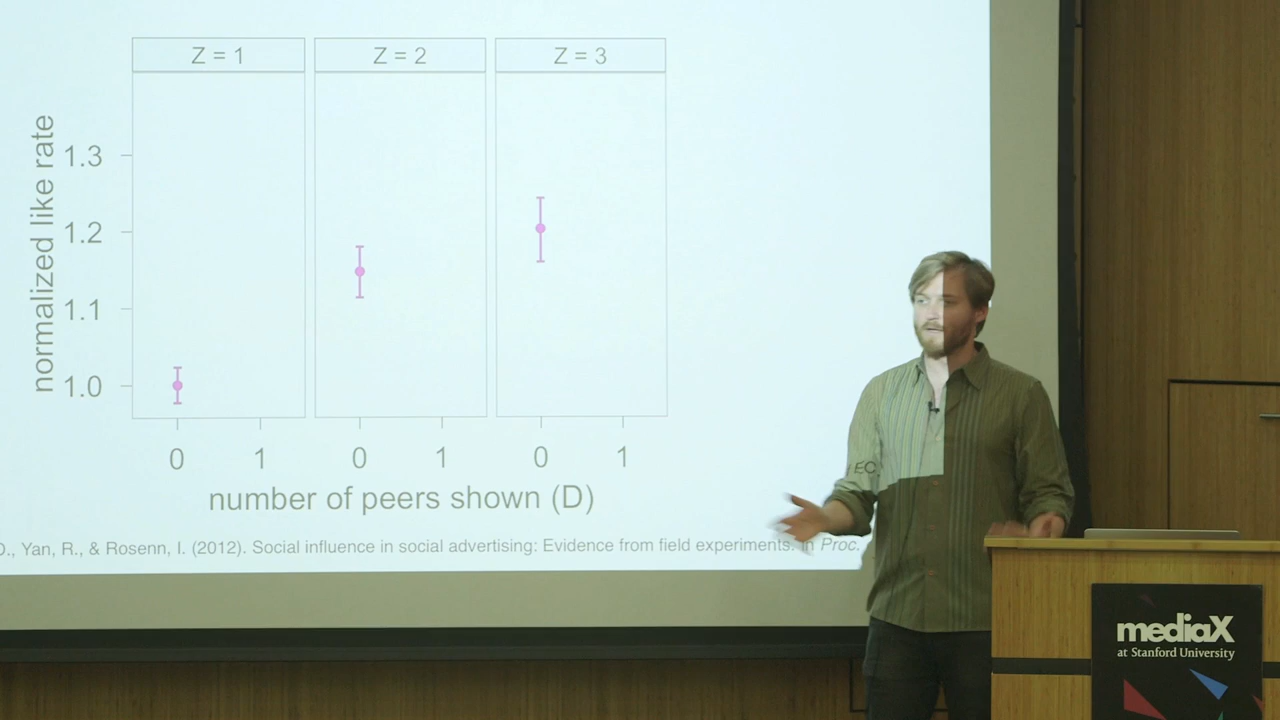 Z = 1
Z = 2
Z = 3
normalized like rate
1.3
1.2
1.1
1.0
0 1 0 1 0 1
number of peers shown (D)
Yan, R., & Rosenn, I. (2012). Social influence in social advertising: Evidence from field experiments. In Proc.
EC
mediaX
at Stanford University